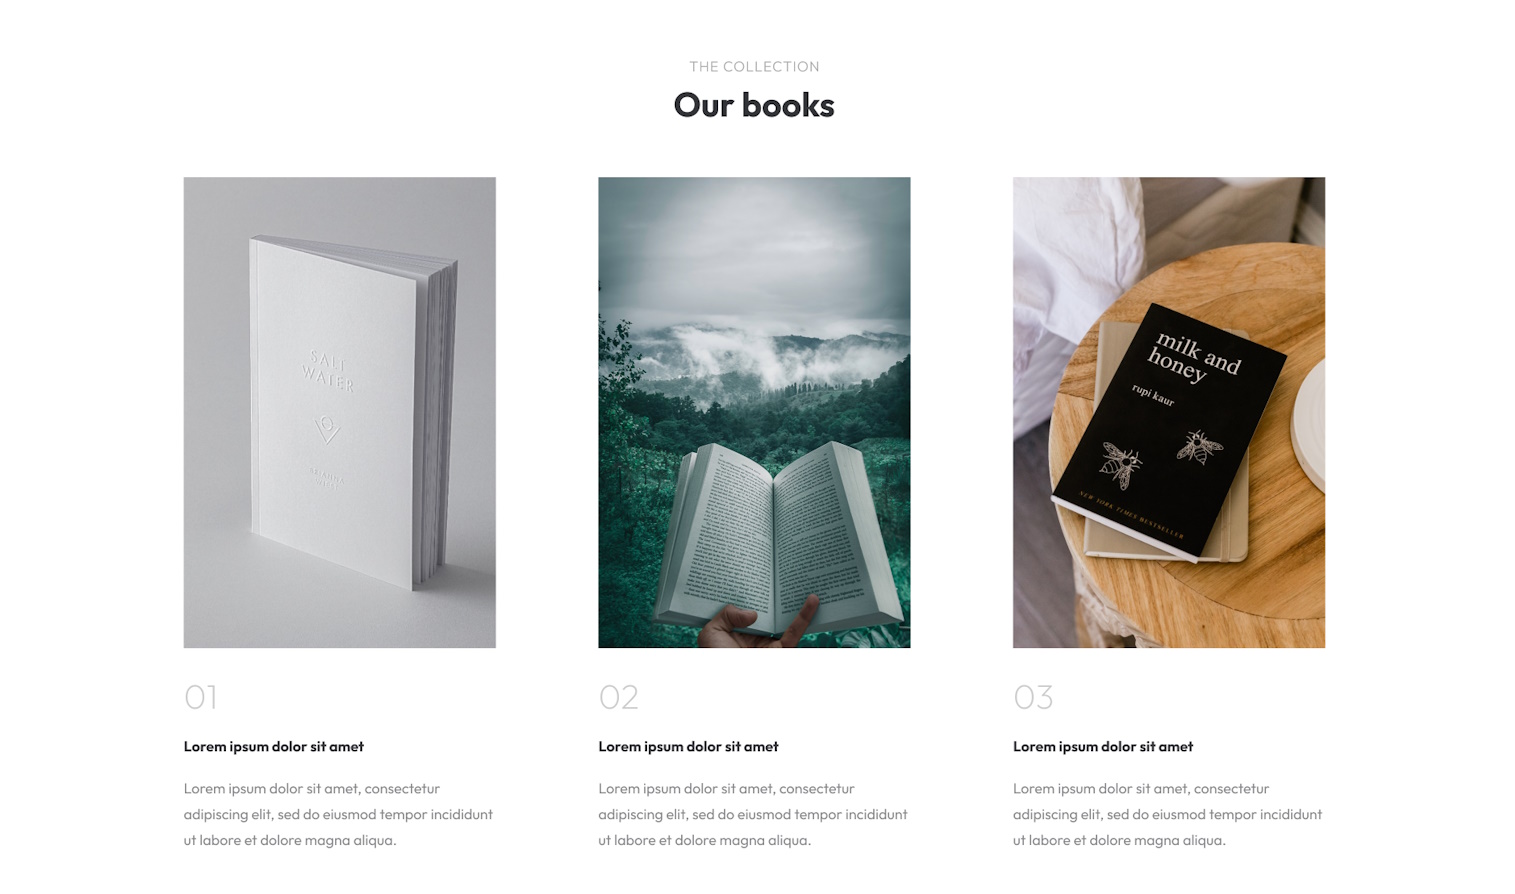 THE COLLECTION
Our books
SALT
WATER
BRIANNA
WIEST
milk and
honey
rupi kaur
NEW YORK TIMES BESTSELLER
01
Lorem ipsum dolor sit amet
Lorem ipsum dolor sit amet, consectetur
adipiscing elit, sed do eiusmod tempor incididunt
ut labore et dolore magna aliqua.
02
Lorem ipsum dolor sit amet
Lorem ipsum dolor sit amet, consectetur
adipiscing elit, sed do eiusmod tempor incididunt
ut labore et dolore magna aliqua.
03
Lorem ipsum dolor sit amet
Lorem ipsum dolor sit amet, consectetur
adipiscing elit, sed do eiusmod tempor incididunt
ut labore et dolore magna aliqua.